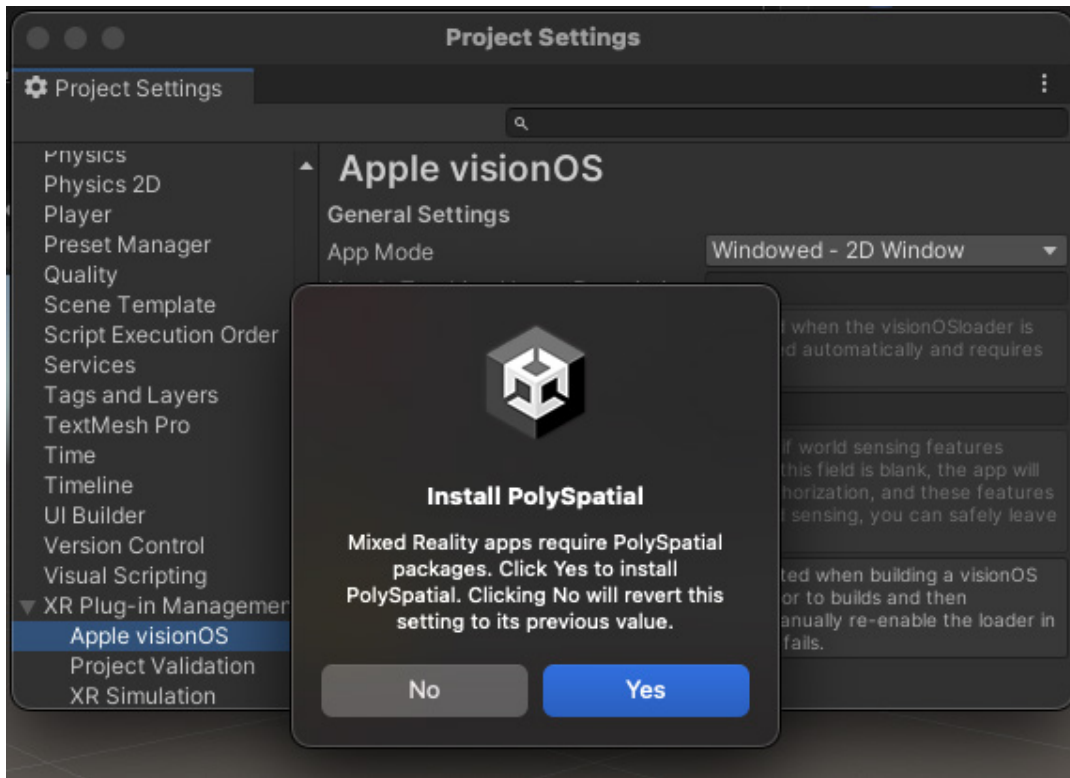 Project Settings
Project Settings
Physics
Physics 2D
Player
Preset Manager
Quality
Scene Template
Script Execution Order
Services
Tags and Layers
TextMesh Pro
Time
Timeline
UI Builder
Version Control
Visual Scripting
XR Plug-in Managemen
Apple visionOS
Project Validation
XR Simulation
Apple visionOS
General Settings
App Mode
Windowed - 2D Window
when the visionOSloader is
ed automatically and requires
if world sensing features
this field is blank, the app will
horization, and these features
sensing, you can safely leave
ted when building a visionOS
or to builds and then
anually re-enable the loader in
fails.
Install PolySpatial
Mixed Reality apps require PolySpatial
packages. Click Yes to install
PolySpatial. Clicking No will revert this
setting to its previous value.
No
Yes